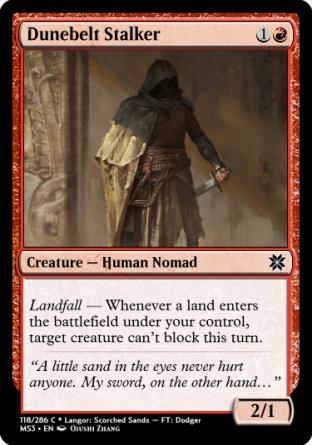 Dunebelt Stalker 1
Creature — Human Nomad
Landfall — Whenever a land enters
the battlefield under your control,
target creature can't block this turn.
“A little sand in the eyes never hurt
anyone. My sword, on the other hand…”
2/1
118/286 C * Langor: Scorched Sands — FT: Dodger
MS3 • EN Qiushi Zhang